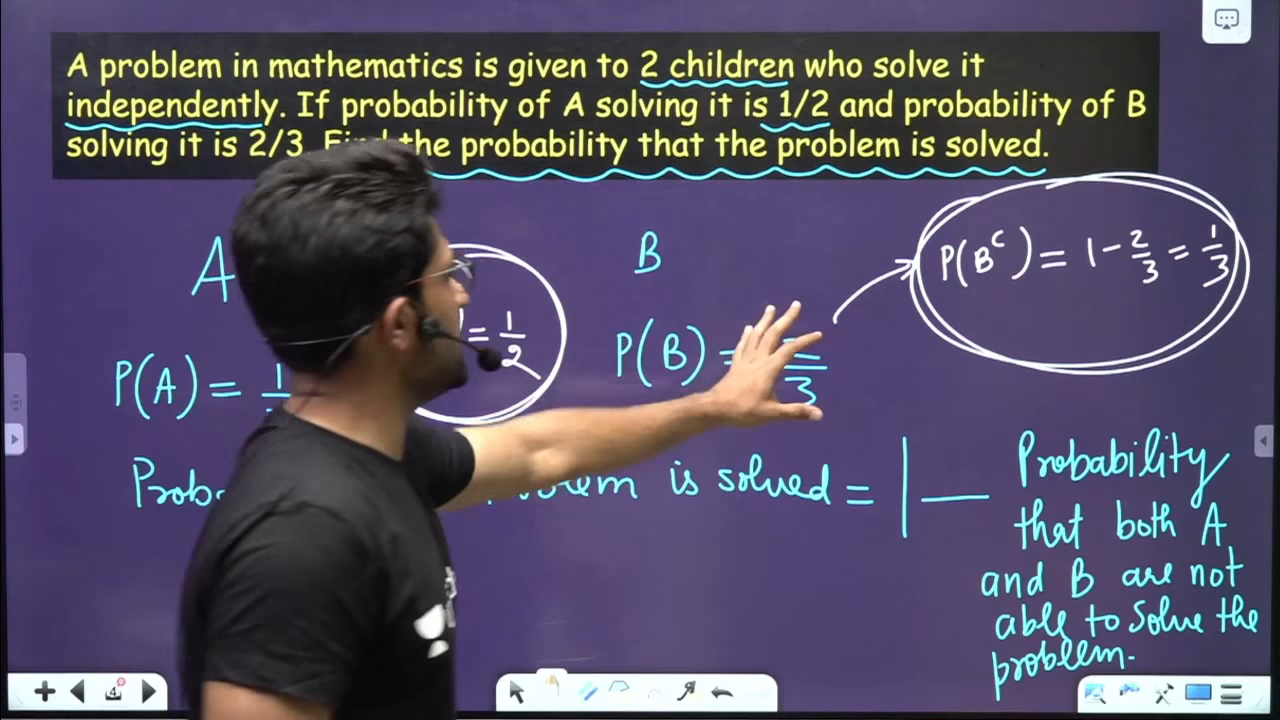 A problem in mathematics is given to 2 children who solve it
independently. If probability of A solving it is 1/2 and probability of B
solving it is 2/3. the probability that the problem is solved.
A
B
P(Bᶜ) = 1 - 2/3 = 1/3
= 1/2
P(A) =
P(B) = 3
is solved = 1 — Probability
that both A
and B are not
able to solve the
problem.
4